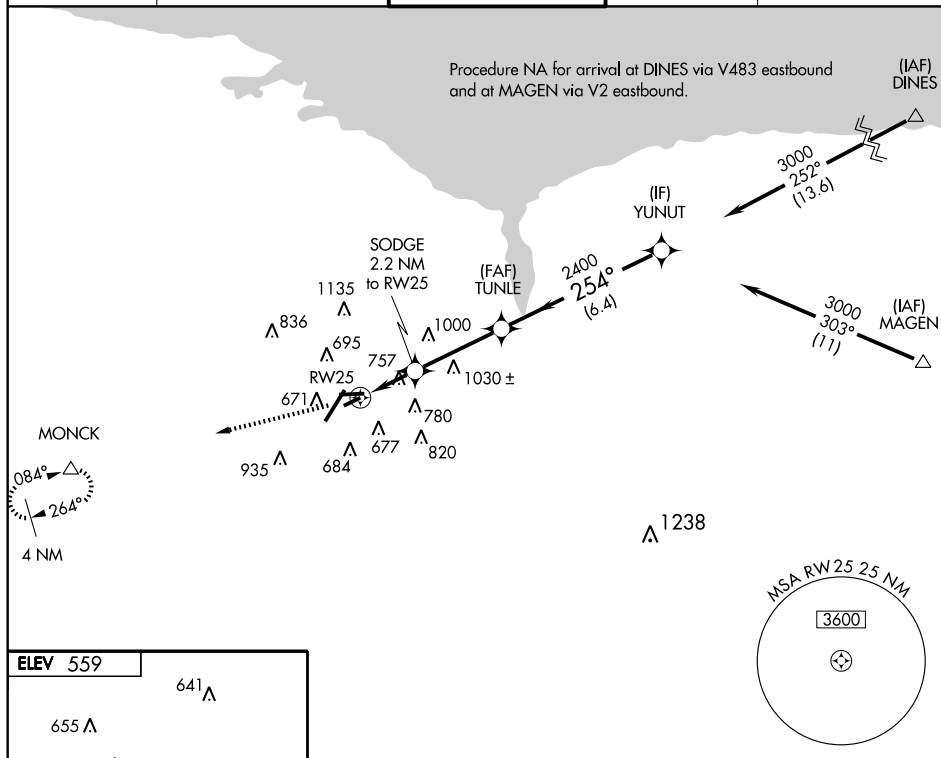 Procedure NA for arrival at DINES via V483 eastbound
and at MAGEN via V2 eastbound.
(IAF)
DINES
3000
252°
(13.6)
(IF)
YUNUT
SODGE
2.2 NM
to RW25
(FAF)
TUNLE
2400
254°
(6.4)
3000
303°
(11)
(IAF)
MAGEN
1135
836
1000
695
757
1030 ±
RW25
671
780
677
820
MONCK
935
684
084°
264°
4 NM
1238
MSA RW25 25 NM
3600
ELEV 559
641
655